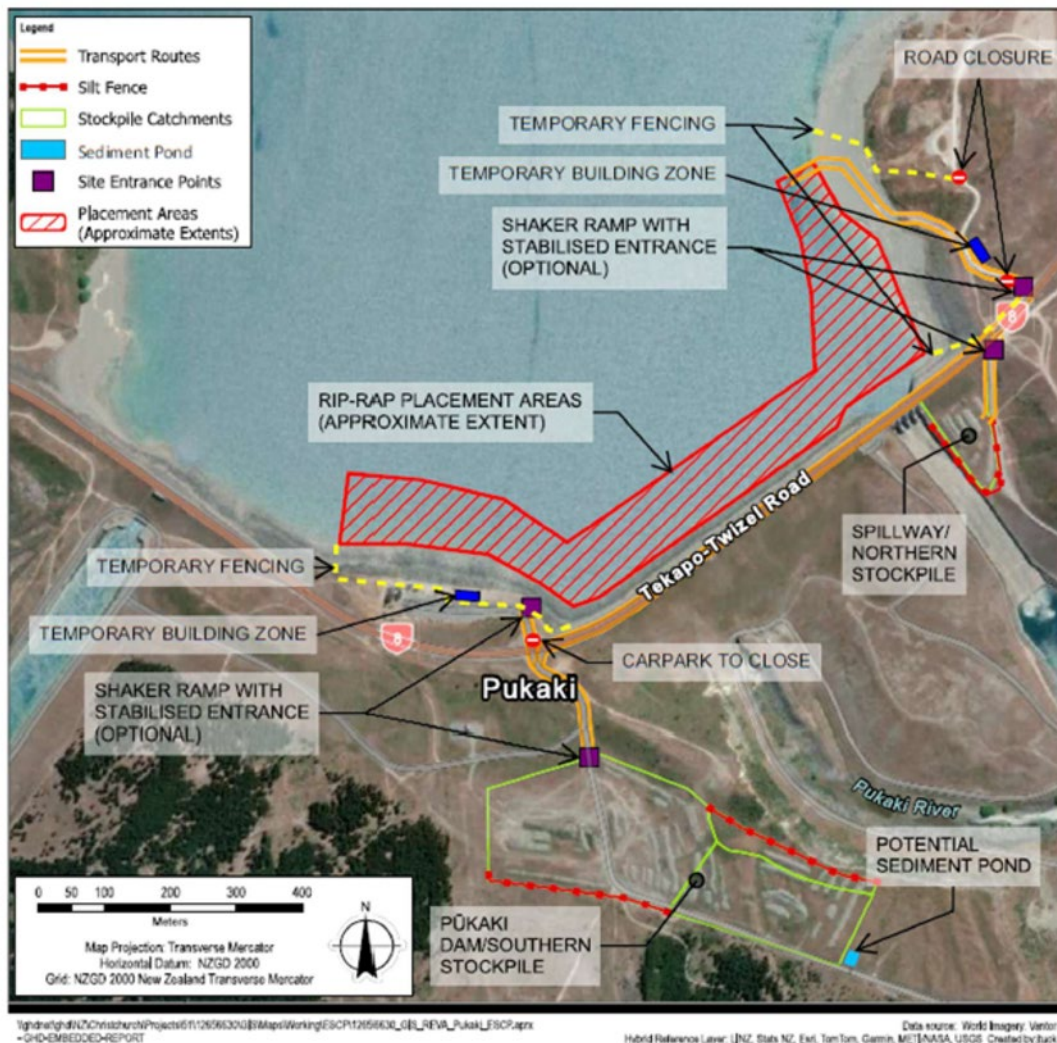 Legend
Transport Routes
Silt Fence
Stockpile Catchments
Sediment Pond
Site Entrance Points
Placement Areas
(Approximate Extents)
ROAD CLOSURE
TEMPORARY FENCING
TEMPORARY BUILDING ZONE
SHAKER RAMP WITH
STABILISED ENTRANCE
(OPTIONAL)
8
RIP-RAP PLACEMENT AREAS
(APPROXIMATE EXTENT)
Tekapo-Twizel Road
SPILLWAY/
NORTHERN
STOCKPILE
TEMPORARY FENCING
TEMPORARY BUILDING ZONE
8
CARPARK TO CLOSE
Pukaki
SHAKER RAMP WITH
STABILISED ENTRANCE
(OPTIONAL)
Pukaki River
POTENTIAL
SEDIMENT POND
PŪKAKI
DAM/SOUTHERN
STOCKPILE
0 50 100 200 300 400
Meters
Map Projection: Transverse Mercator
Horizontal Datum: NZGD 2000
Grid: NZGD 2000 New Zealand Transverse Mercator
N
Data source: World Imagery, Vantor
Hybrid Reference Layer: LINZ, Stats NZ, Esri, TomTom, Garmin, METI/NASA, USGS Created by: